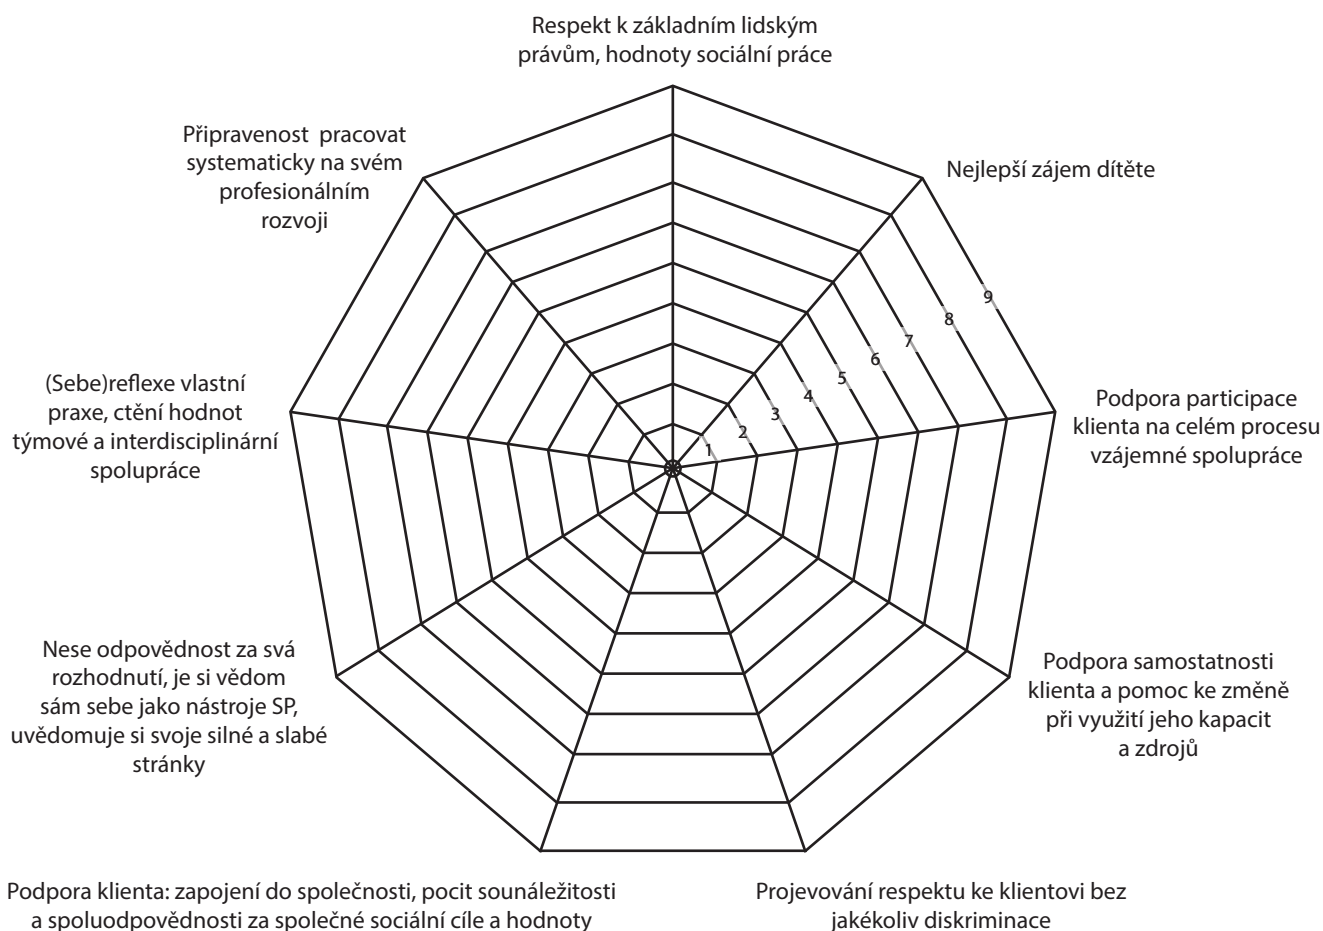 Respekt k základním lidským
právům, hodnoty sociální práce
Připravenost pracovat
systematicky na svém
profesionálním
rozvoji
Nejlepší zájem dítěte
9
8
7
6
5
4
3
2
1
(Sebe)reflexe vlastní
praxe, ctění hodnot
týmové a interdisciplinární
spolupráce
Podpora participace
klienta na celém procesu
vzájemné spolupráce
Nese odpovědnost za svá
rozhodnutí, je si vědom
sám sebe jako nástroje SP,
uvědomuje si svoje silné a slabé
stránky
Podpora samostatnosti
klienta a pomoc ke změně
při využití jeho kapacit
a zdrojů
Podpora klienta: zapojení do společnosti, pocit sounáležitosti
a spoluodpovědnosti za společné sociální cíle a hodnoty
Projevování respektu ke klientovi bez
jakékoliv diskriminace